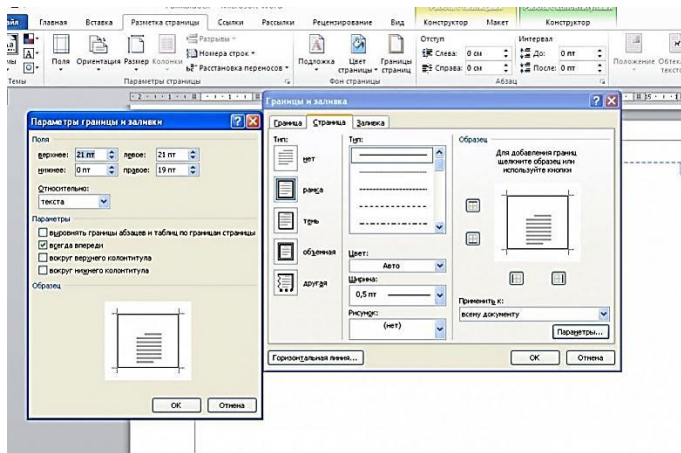 Главная Вставка Разметка страницы Ссылки Рассылки Рецензирование Вид Конструктор Макет Конструктор
Разрывы
Номера строк
Расстановка переносов
Поля Ориентация Размер Колонки
Подложка Цвет страницы Границы страниц
Отступ
Слева: 0 см
Справа: 0 см
Интервал
До: 0 пт
После: 0 пт
Положение
Темы Параметры страницы Фон страницы Абзац
Параметры границы и заливки
Поля
верхнее: 21 пт левое: 21 пт
нижнее: 0 пт правое: 19 пт
Относительно:
текста
Параметры
выровнять границы абзацев и таблиц по границам страницы
всегда впереди
вокруг верхнего колонтитула
вокруг нижнего колонтитула
Образец
ОК Отмена
Границы и заливка
Граница Страница Заливка
Тип:
нет
рамка
тень
объемная
другая
Тип:
Цвет:
Авто
Ширина:
0,5 пт
Рисунок:
(нет)
Образец
Для добавления границ
щелкните образец или
используйте кнопки
Применить к:
всему документу
Параметры...
Горизонтальная линия...
ОК Отмена